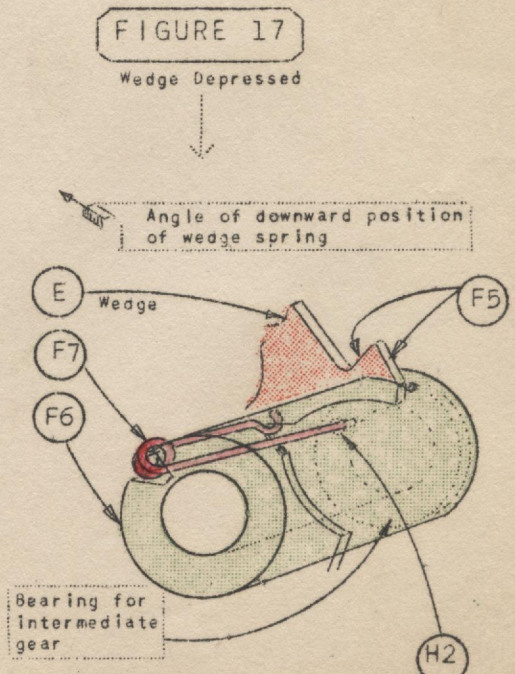 FIGURE 17
Wedge Depressed
Angle of downward position
of wedge spring
E
Wedge
F5
F7
F6
Bearing for
intermediate
gear
H2